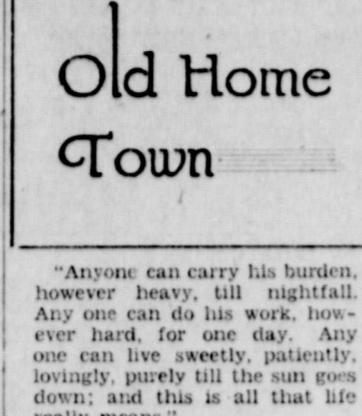 Old Home
Town
"Anyone can carry his burden,
however heavy, till nightfall.
Any one can do his work, how-
ever hard, for one day. Any
one can live sweetly, patiently,
lovingly, purely till the sun goes
down; and this is all that life
really means."